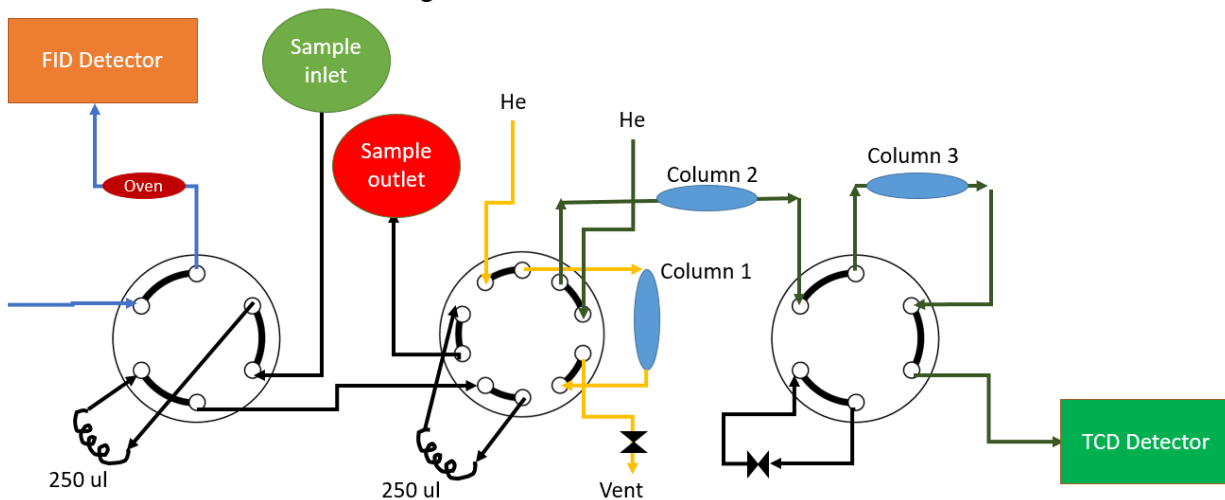 FID Detector
Sample
inlet
Sample
outlet
He
He
Column 2
Column 3
Oven
Column 1
250 ul
250 ul
Vent
TCD Detector